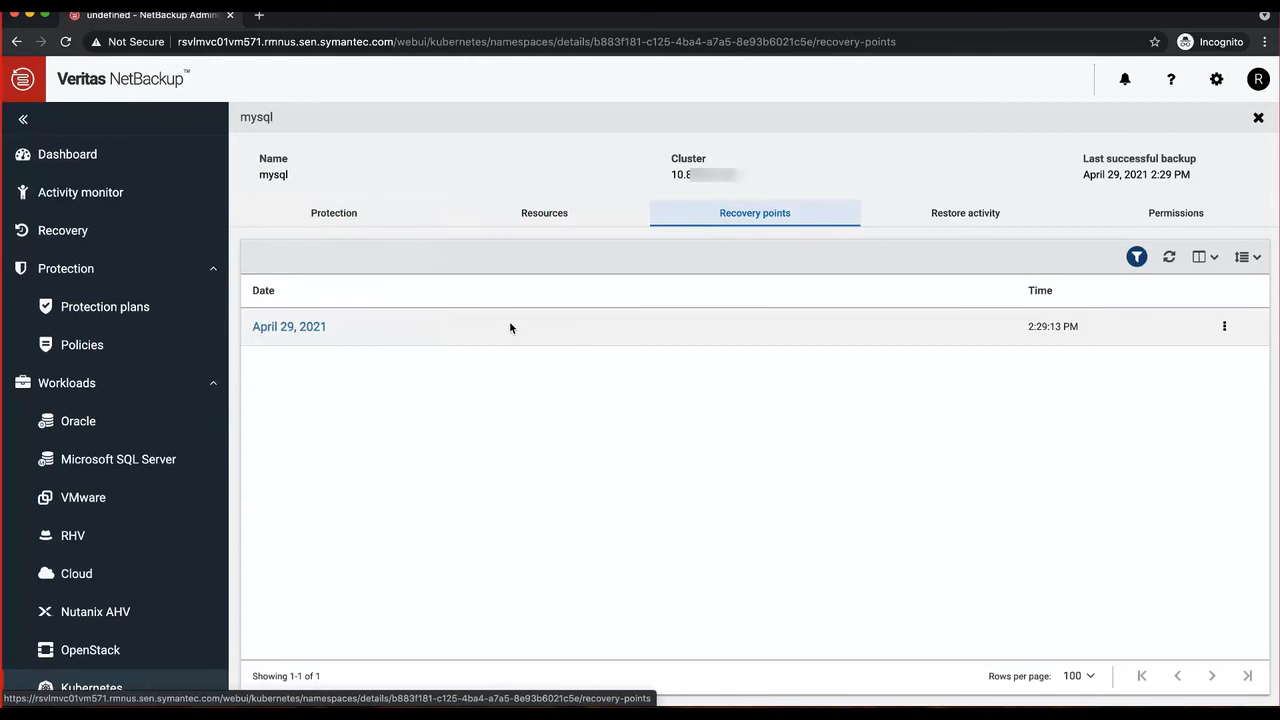 undefined - NetBackup Admin
Not Secure rsvlmvc01vm571.rmnus.sen.symantec.com/webui/kubernetes/namespaces/details/b883f181-c125-4ba4-a7a5-8e93b6021c5e/recovery-points Incognito
Veritas NetBackup™ R
mysql
Name Cluster Last successful backup
mysql 10.8 April 29, 2021 2:29 PM
Protection Resources Recovery points Restore activity Permissions
Date Time
April 29, 2021 2:29:13 PM
Showing 1-1 of 1 Rows per page: 100
Dashboard
Activity monitor
Recovery
Protection
Protection plans
Policies
Workloads
Oracle
Microsoft SQL Server
VMware
RHV
Cloud
Nutanix AHV
OpenStack
Kubernetes
https://rsvlmvc01vm571.rmnus.sen.symantec.com/webui/kubernetes/namespaces/details/b883f181-c125-4ba4-a7a5-8e93b6021c5e/recovery-points